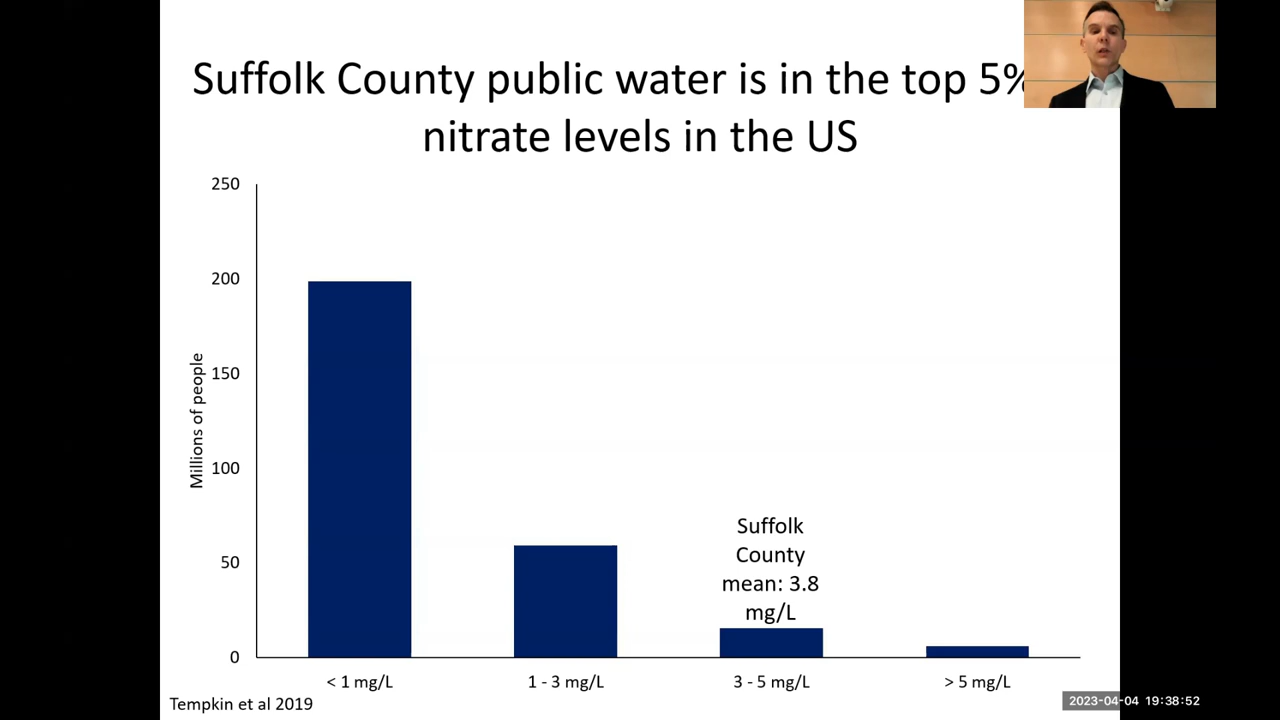 Suffolk County public water is in the top 5%
nitrate levels in the US
250
200
150
100
50
0
Millions of people
Suffolk
County
mean: 3.8
mg/L
< 1 mg/L
1 - 3 mg/L
3 - 5 mg/L
> 5 mg/L
Tempkin et al 2019
2023-04-04 19:38:52